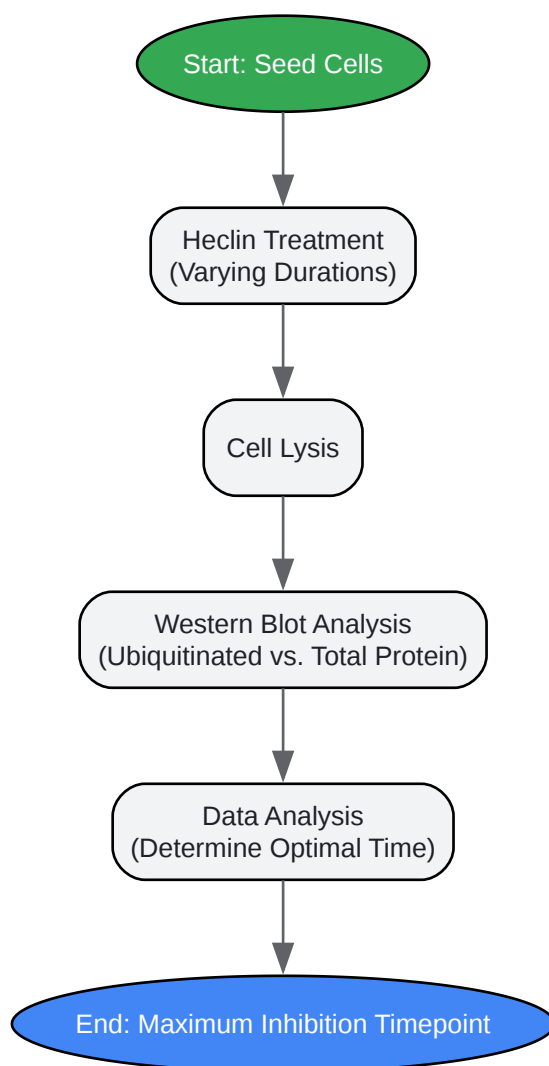 Start: Seed Cells
Heclin Treatment
(Varying Durations)
Cell Lysis
Western Blot Analysis
(Ubiquitinated vs. Total Protein)
Data Analysis
(Determine Optimal Time)
End: Maximum Inhibition Timepoint